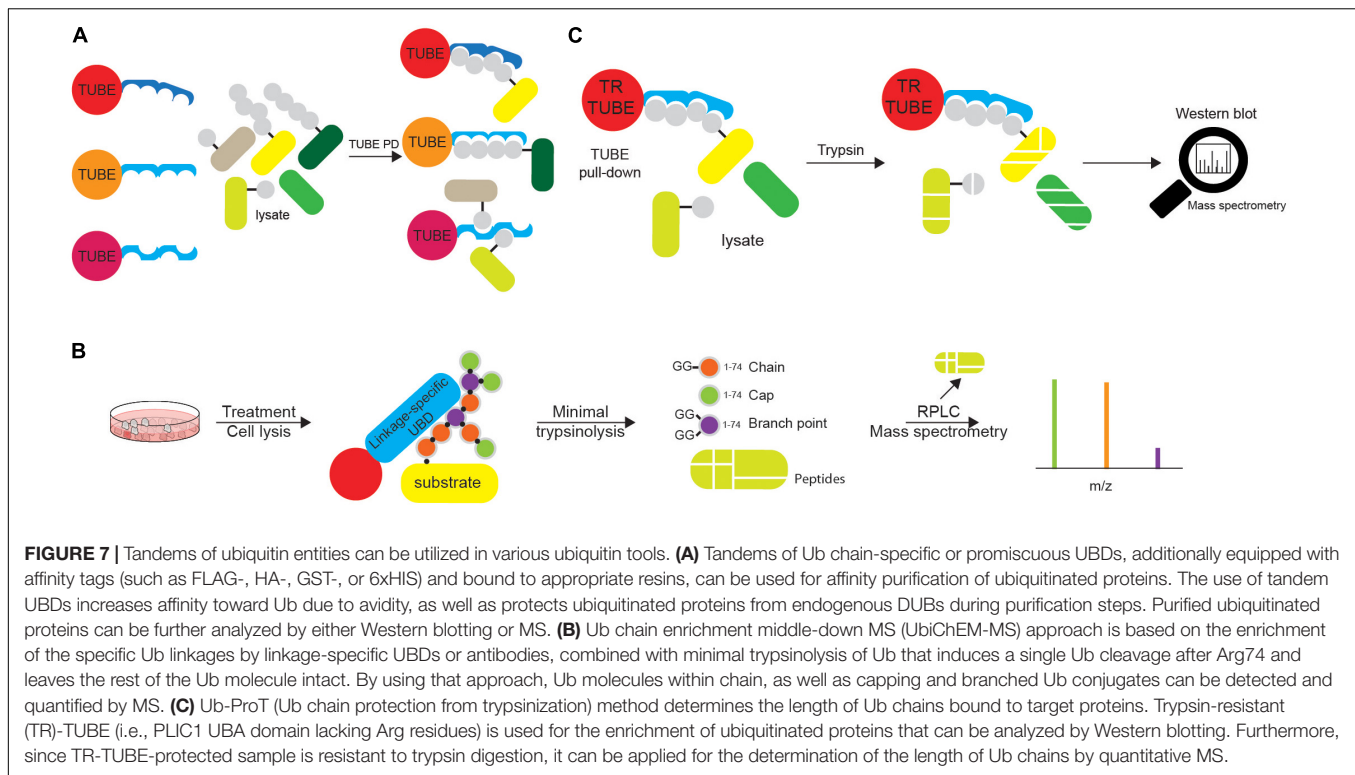 A
TUBE
TUBE
TUBE
lysate
TUBE PD
TUBE
TUBE
TUBE
C
TR
TUBE
TUBE
pull-down
lysate
Trypsin
TR
TUBE
Western blot
Mass spectrometry
B
Treatment
Cell lysis
Linkage-specific
UBD
substrate
Minimal
trypsinolysis
GG 1-74 Chain
1-74 Cap
GG
GG 1-74 Branch point
Peptides
RPLC
Mass spectrometry
m/z
FIGURE 7 | Tandems of ubiquitin entities can be utilized in various ubiquitin tools. (A) Tandems of Ub chain-specific or promiscuous UBDs, additionally equipped with
affinity tags (such as FLAG-, HA-, GST-, or 6xHIS) and bound to appropriate resins, can be used for affinity purification of ubiquitinated proteins. The use of tandem
UBDs increases affinity toward Ub due to avidity, as well as protects ubiquitinated proteins from endogenous DUBs during purification steps. Purified ubiquitinated
proteins can be further analyzed by either Western blotting or MS. (B) Ub chain enrichment middle-down MS (UbiChEM-MS) approach is based on the enrichment
of the specific Ub linkages by linkage-specific UBDs or antibodies, combined with minimal trypsinolysis of Ub that induces a single Ub cleavage after Arg74 and
leaves the rest of the Ub molecule intact. By using that approach, Ub molecules within chain, as well as capping and branched Ub conjugates can be detected and
quantified by MS. (C) Ub-ProT (Ub chain protection from trypsinization) method determines the length of Ub chains bound to target proteins. Trypsin-resistant
(TR)-TUBE (i.e., PLIC1 UBA domain lacking Arg residues) is used for the enrichment of ubiquitinated proteins that can be analyzed by Western blotting. Furthermore,
since TR-TUBE-protected sample is resistant to trypsin digestion, it can be applied for the determination of the length of Ub chains by quantitative MS.